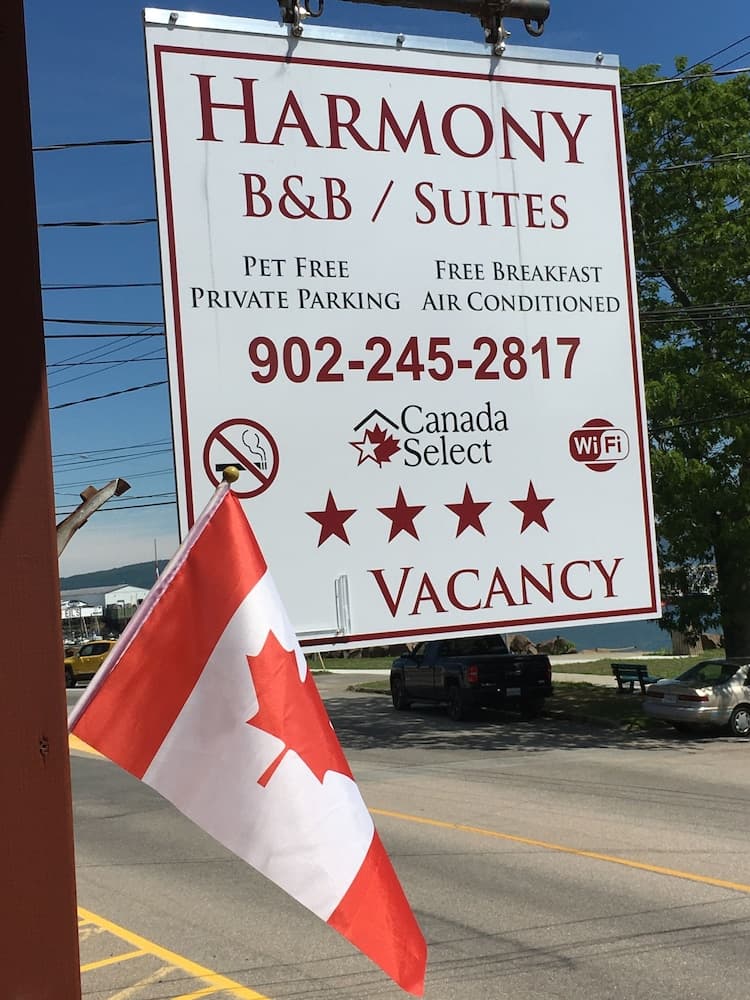 HARMONY
B&B / SUITES
PET FREE FREE BREAKFAST
PRIVATE PARKING AIR CONDITIONED
902-245-2817
Canada
Select
WiFi
VACANCY